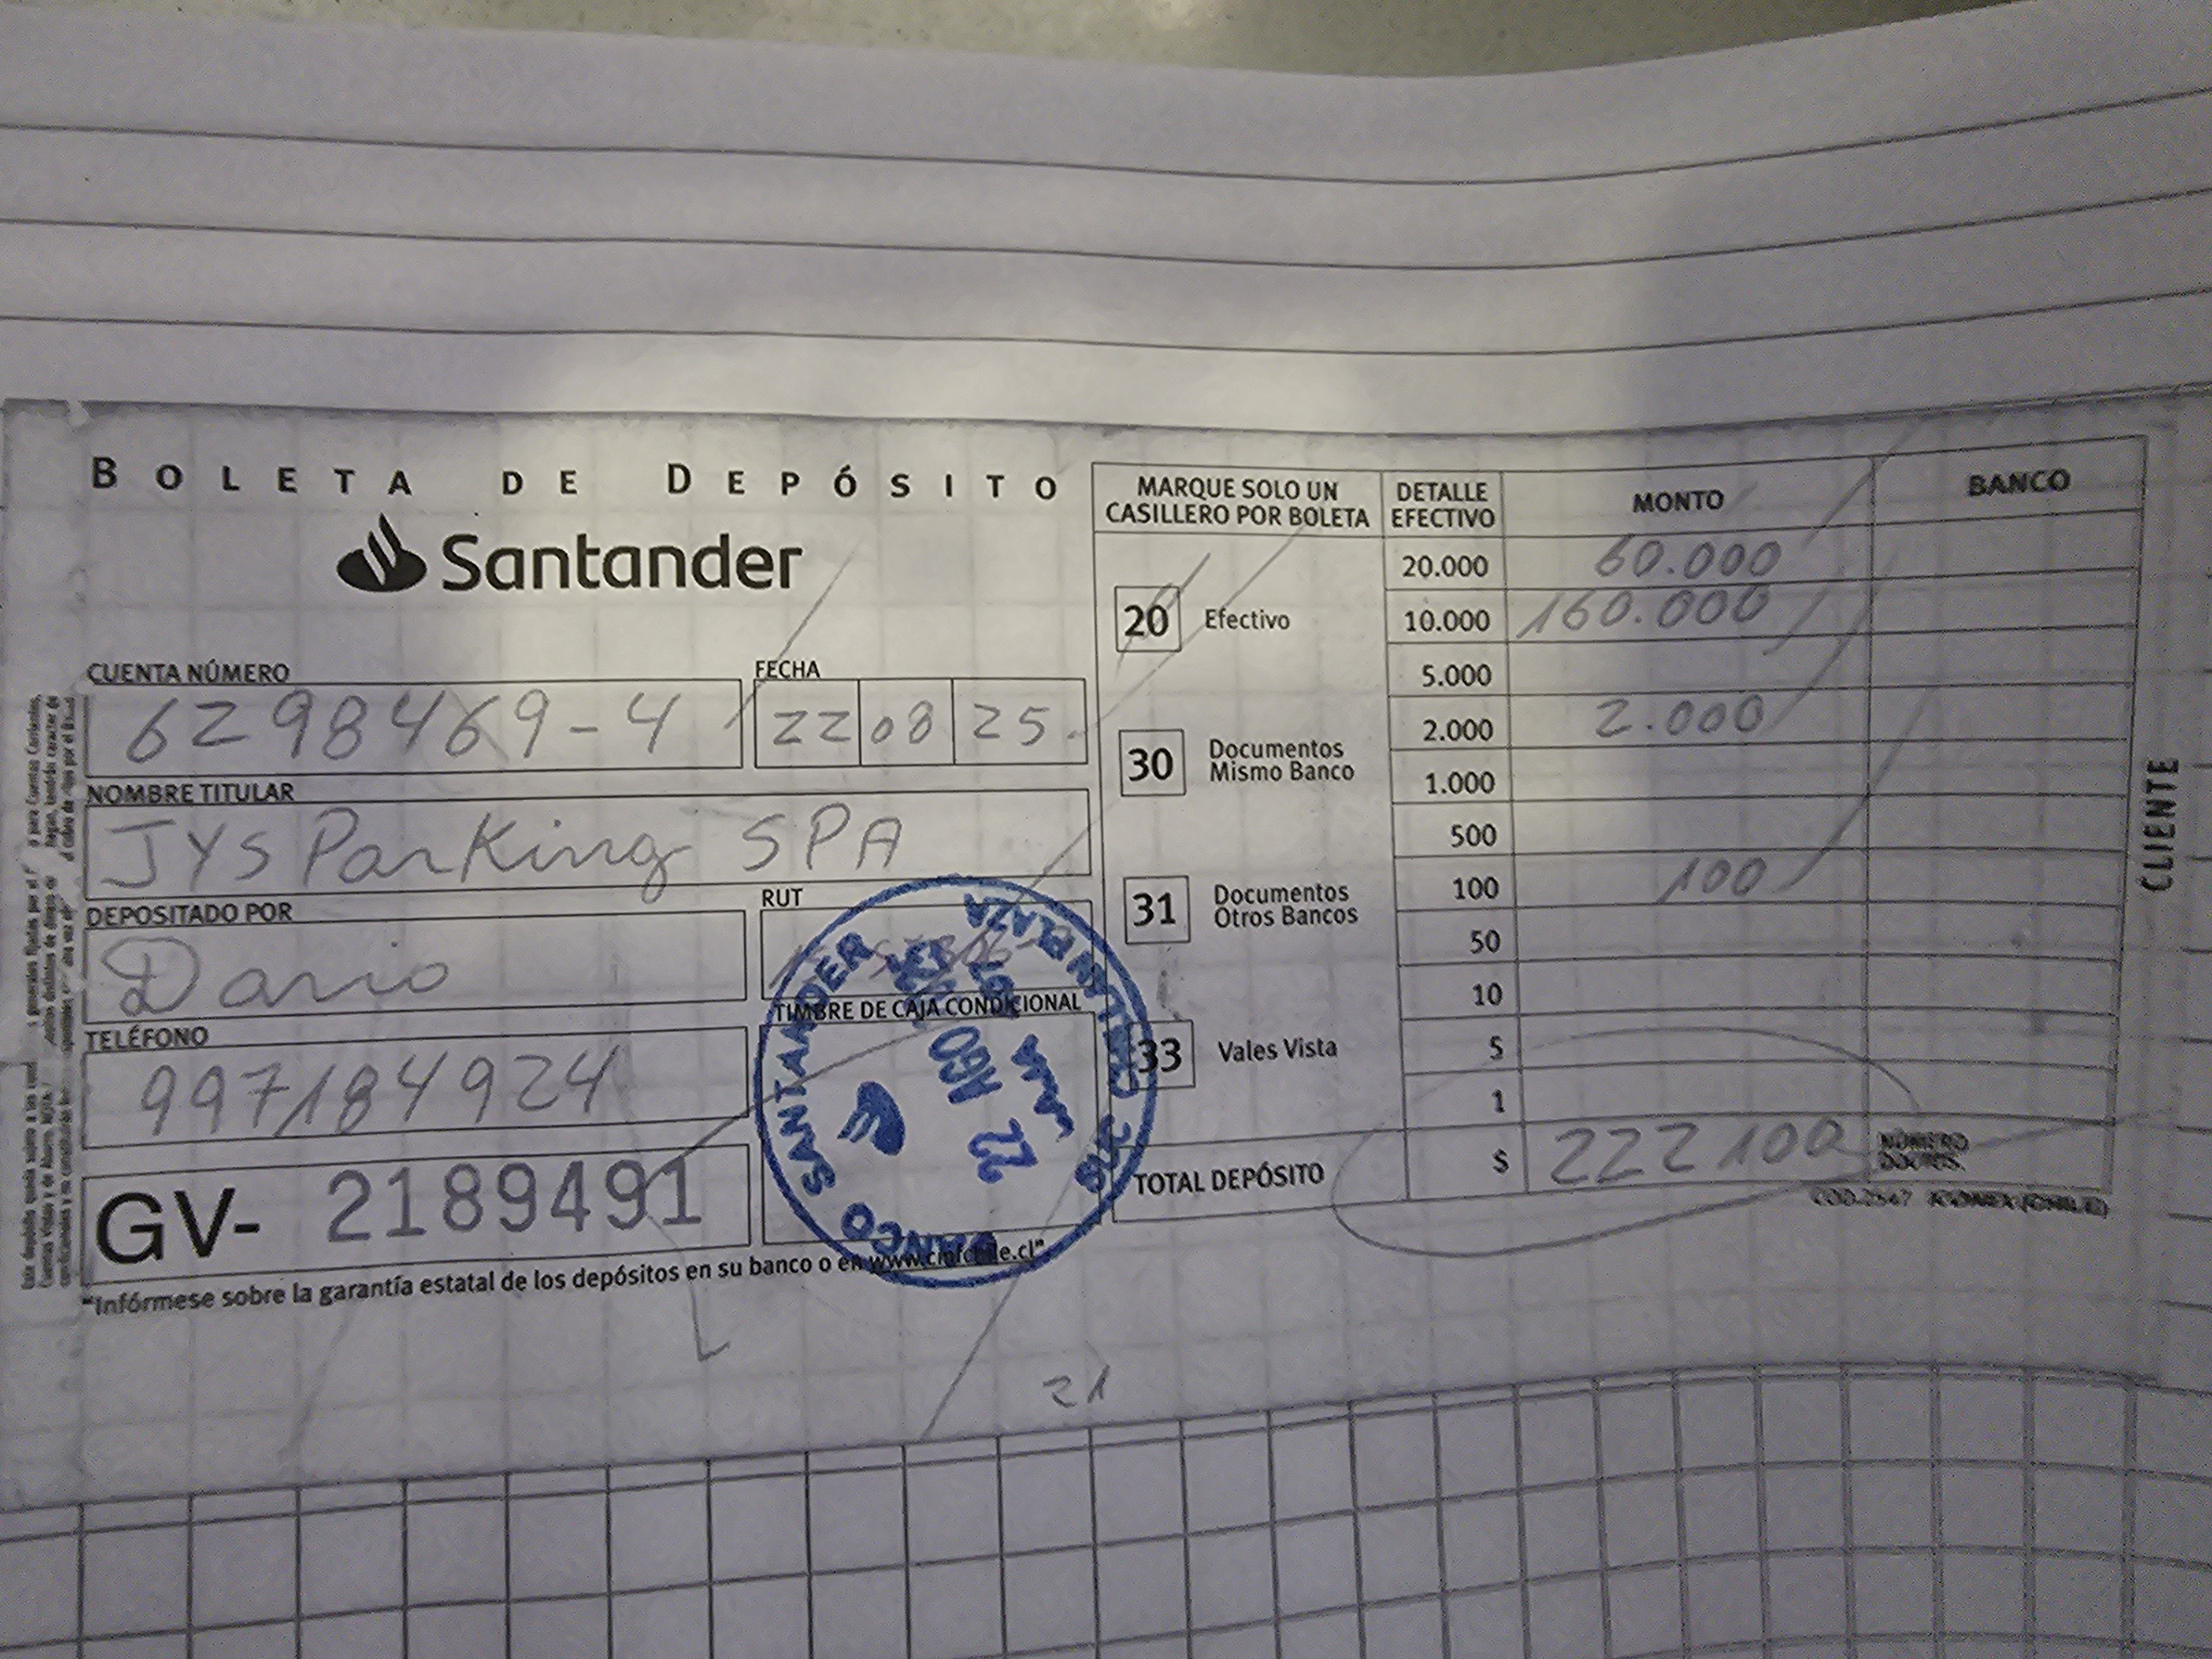 BOLETA DE DEPÓSITO
Santander
CUENTA NÚMERO
6298469-4
FECHA
22 08 25
NOMBRE TITULAR
JYS Parking SPA
DEPOSITADO POR
Dario
RUT
TELÉFONO
997184924
TIMBRE DE CAJA CONDICIONAL
BANCO SANTANDER
22 AGO
GV- 2189491
"Infórmese sobre la garantía estatal de los depósitos en su banco o en www.cmfchile.cl"
MARQUE SOLO UN CASILLERO POR BOLETA
20 Efectivo
30 Documentos Mismo Banco
31 Documentos Otros Bancos
33 Vales Vista
DETALLE EFECTIVO MONTO BANCO
20.000 60.000
10.000 160.000
5.000
2.000 2.000
1.000
500
100 100
50
10
5
1
TOTAL DEPÓSITO $ 222100 NÚMERO DOCTOS.
CLIENTE
21